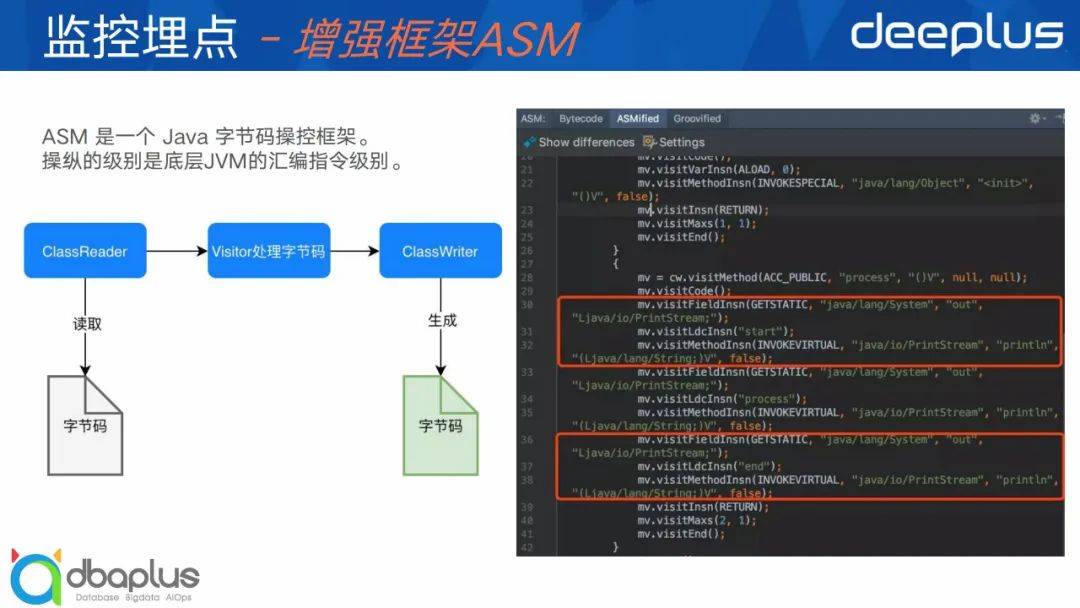 监控埋点 - 增强框架ASM
deeplus
ASM 是一个 Java 字节码操控框架。
操纵的级别是底层JVM的汇编指令级别。
ClassReader
Visitor处理字节码
ClassWriter
读取
生成
字节码
字节码
ASM: Bytecode ASMified Groovified
Show differences Settings
20 mv.visitCode();
21 mv.visitVarInsn(ALOAD, 0);
22 mv.visitMethodInsn(INVOKESPECIAL, "java/lang/Object", "<init>",
"()V", false);
23 mv.visitInsn(RETURN);
24 mv.visitMaxs(1, 1);
25 mv.visitEnd();
26 }
27 {
28 mv = cw.visitMethod(ACC_PUBLIC, "process", "()V", null, null);
29 mv.visitCode();
30 mv.visitFieldInsn(GETSTATIC, "java/lang/System", "out",
"Ljava/io/PrintStream;");
31 mv.visitLdcInsn("start");
32 mv.visitMethodInsn(INVOKEVIRTUAL, "java/io/PrintStream", "println",
"(Ljava/lang/String;)V", false);
33 mv.visitFieldInsn(GETSTATIC, "java/lang/System", "out",
"Ljava/io/PrintStream;");
34 mv.visitLdcInsn("process");
35 mv.visitMethodInsn(INVOKEVIRTUAL, "java/io/PrintStream", "println",
"(Ljava/lang/String;)V", false);
36 mv.visitFieldInsn(GETSTATIC, "java/lang/System", "out",
"Ljava/io/PrintStream;");
37 mv.visitLdcInsn("end");
38 mv.visitMethodInsn(INVOKEVIRTUAL, "java/io/PrintStream", "println",
"(Ljava/lang/String;)V", false);
39 mv.visitInsn(RETURN);
40 mv.visitMaxs(2, 1);
41 mv.visitEnd();
42 }
dbaplus
Database Bigdata AIOps